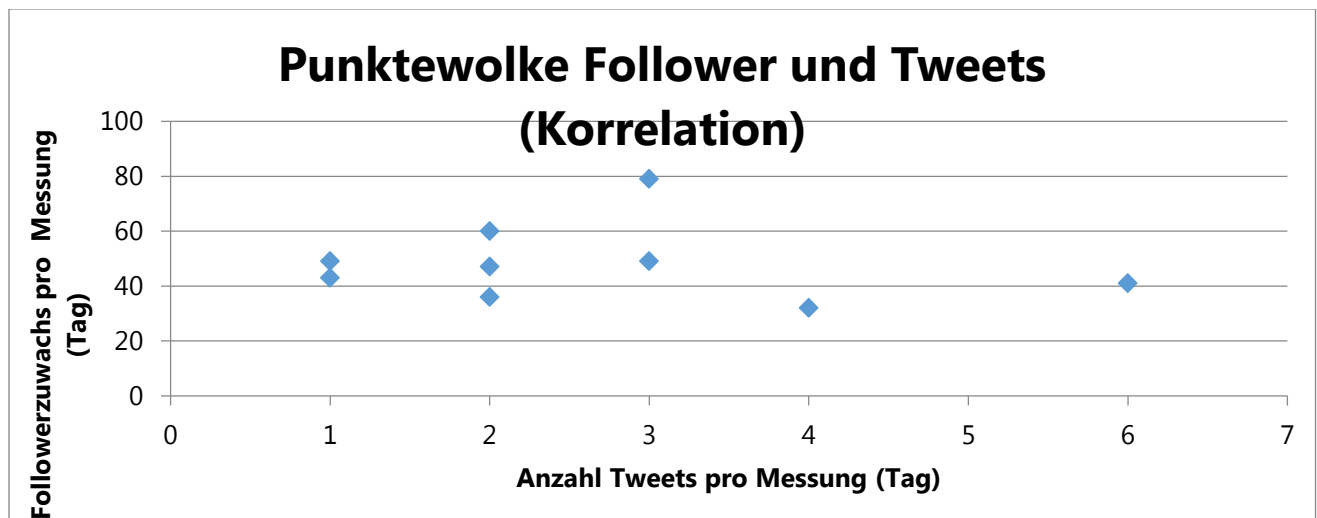 Punktewolke Follower und Tweets
(Korrelation)
Followerzuwachs pro Messung
(Tag)
100
80
60
40
20
0
0 1 2 3 4 5 6 7
Anzahl Tweets pro Messung (Tag)